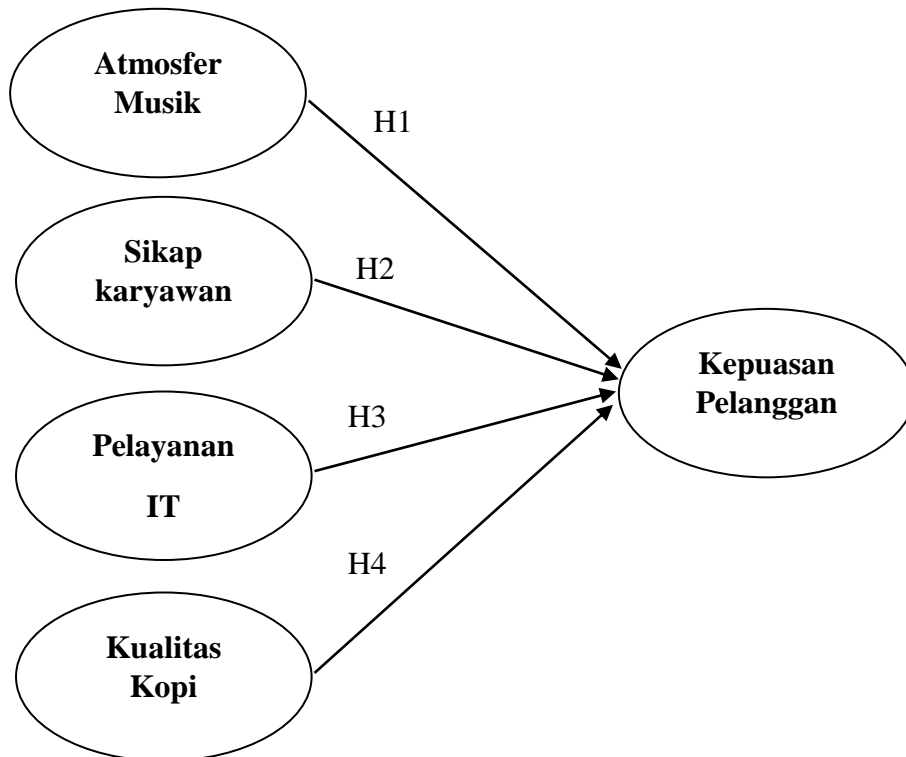 Atmosfer
Musik
H1
Sikap
karyawan
H2
Kepuasan
Pelanggan
Pelayanan
IT
H3
Kualitas
Kopi
H4